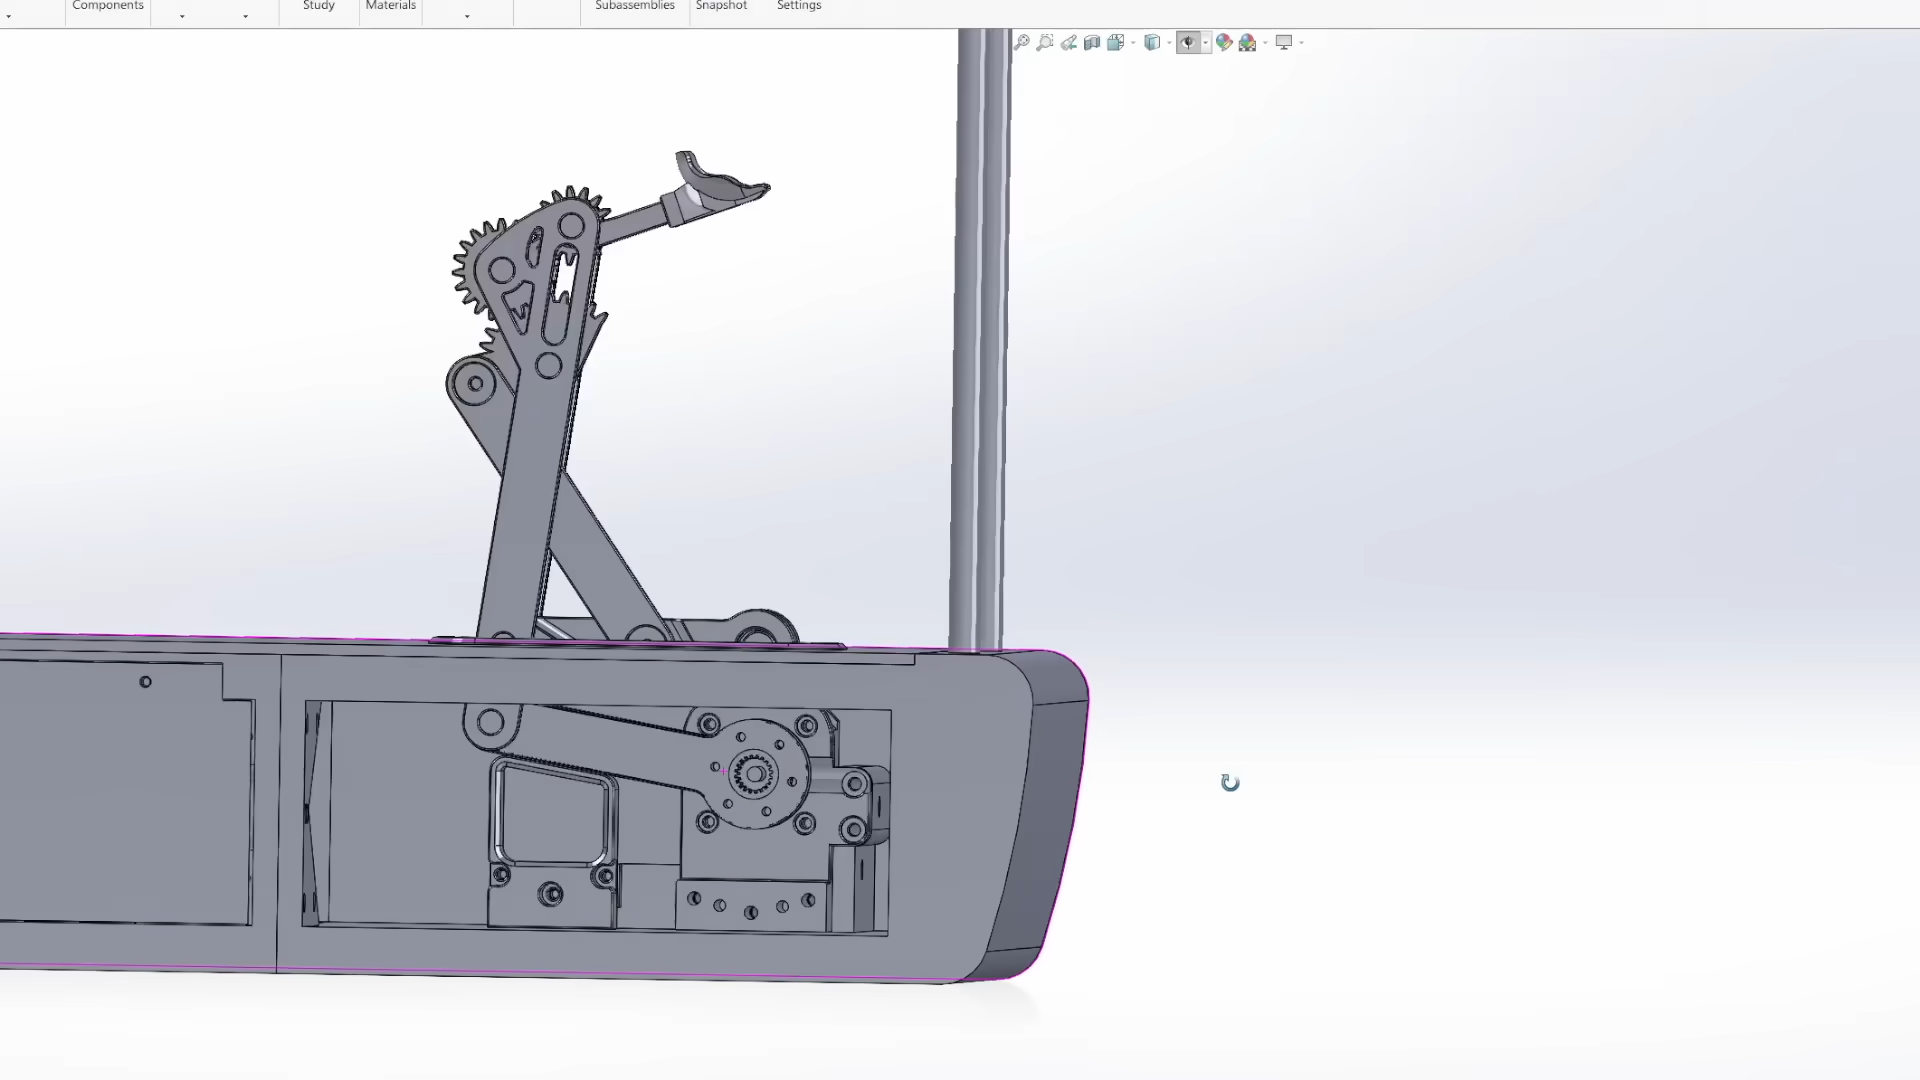 Components
Study
Materials
Subassemblies
Snapshot
Settings